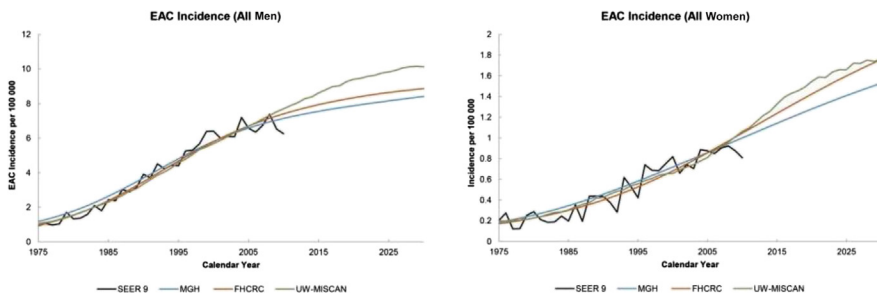 EAC Incidence (All Men)
12
10
8
6
4
2
0
EAC Incidence per 100 000
1975 1985 1995 2005 2015 2025
Calendar Year
SEER 9 MGH FHCRC UW-MISCAN
EAC Incidence (All Women)
2
1.8
1.6
1.4
1.2
1
0.8
0.6
0.4
0.2
0
Incidence per 100 000
1975 1985 1995 2005 2015 2025
Calendar Year
SEER 9 MGH FHCRC UW-MISCAN